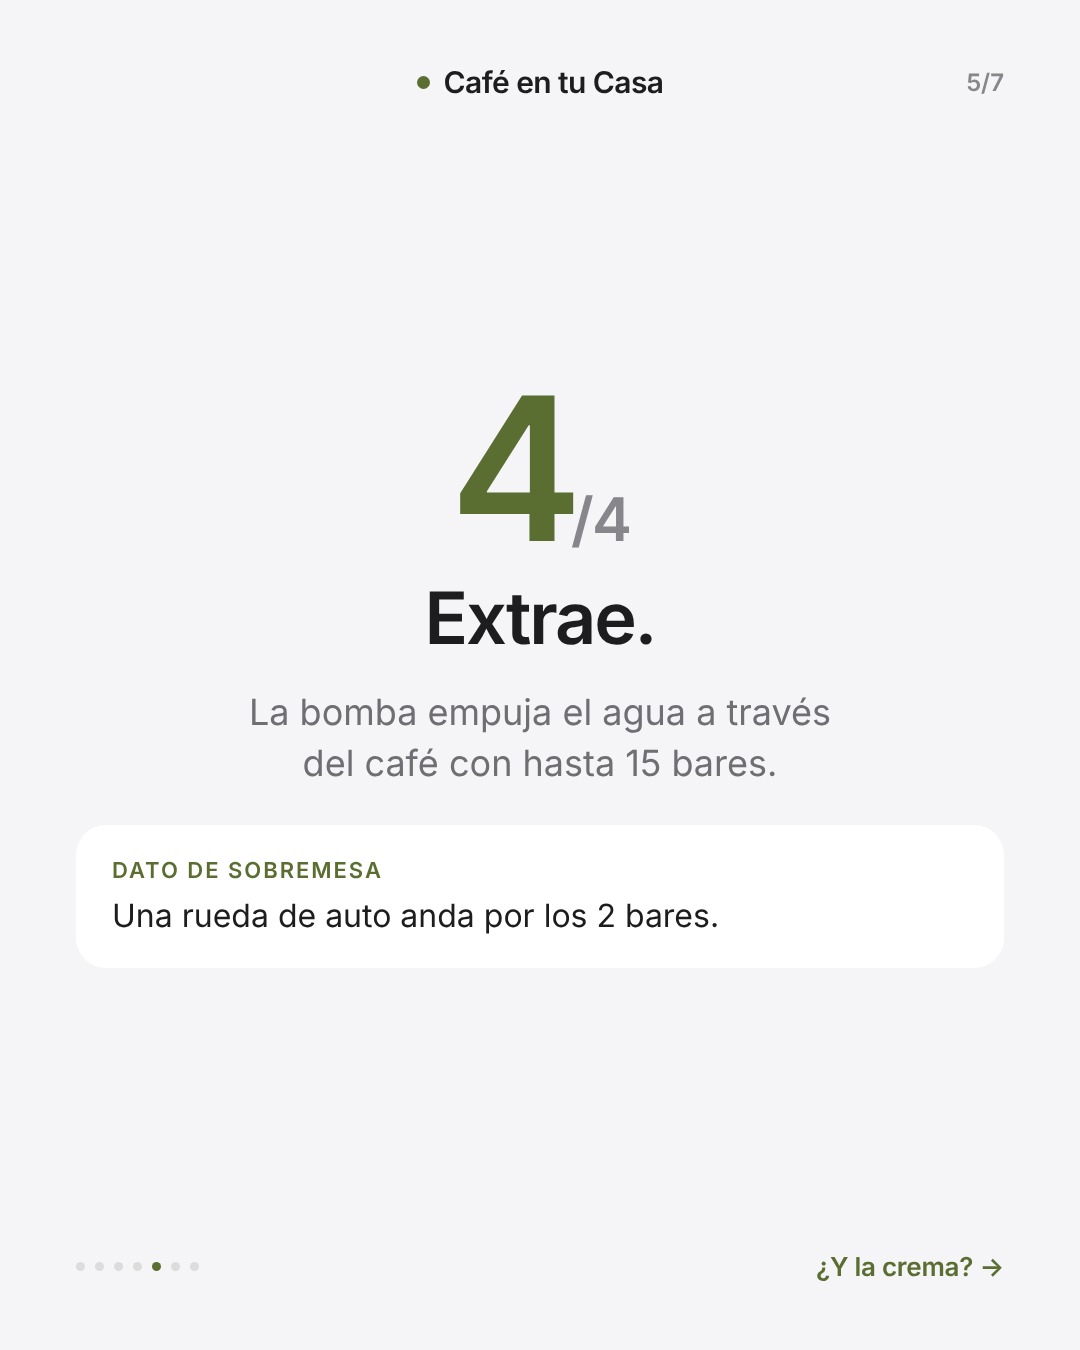 Café en tu Casa
5/7
4/4
Extrae.
La bomba empuja el agua a través
del café con hasta 15 bares.
DATO DE SOBREMESA
Una rueda de auto anda por los 2 bares.
¿Y la crema? →